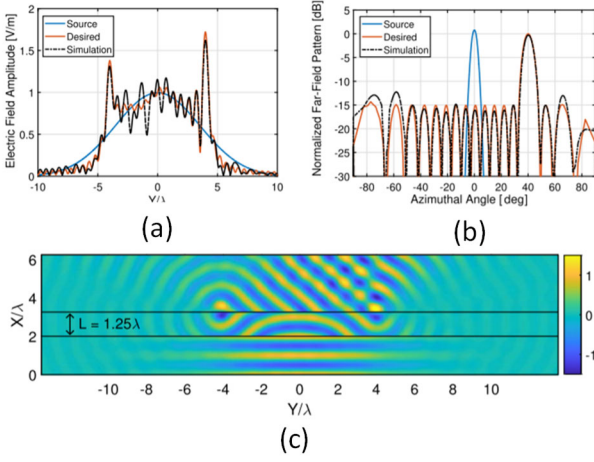 Electric Field Amplitude [V/m]
2
1.5
1
0.5
0
Source
Desired
Simulation
-10
-5
0
5
10
Y/λ
(a)
Normalized Far-Field Pattern [dB]
5
0
-5
-10
-15
-20
-25
-30
Source
Desired
Simulation
-80 -60 -40 -20 0 20 40 60 80
Azimuthal Angle [deg]
(b)
X/λ
6
4
2
0
L = 1.25λ
-10 -8 -6 -4 -2 0 2 4 6 8 10
Y/λ
1
0
-1
(c)